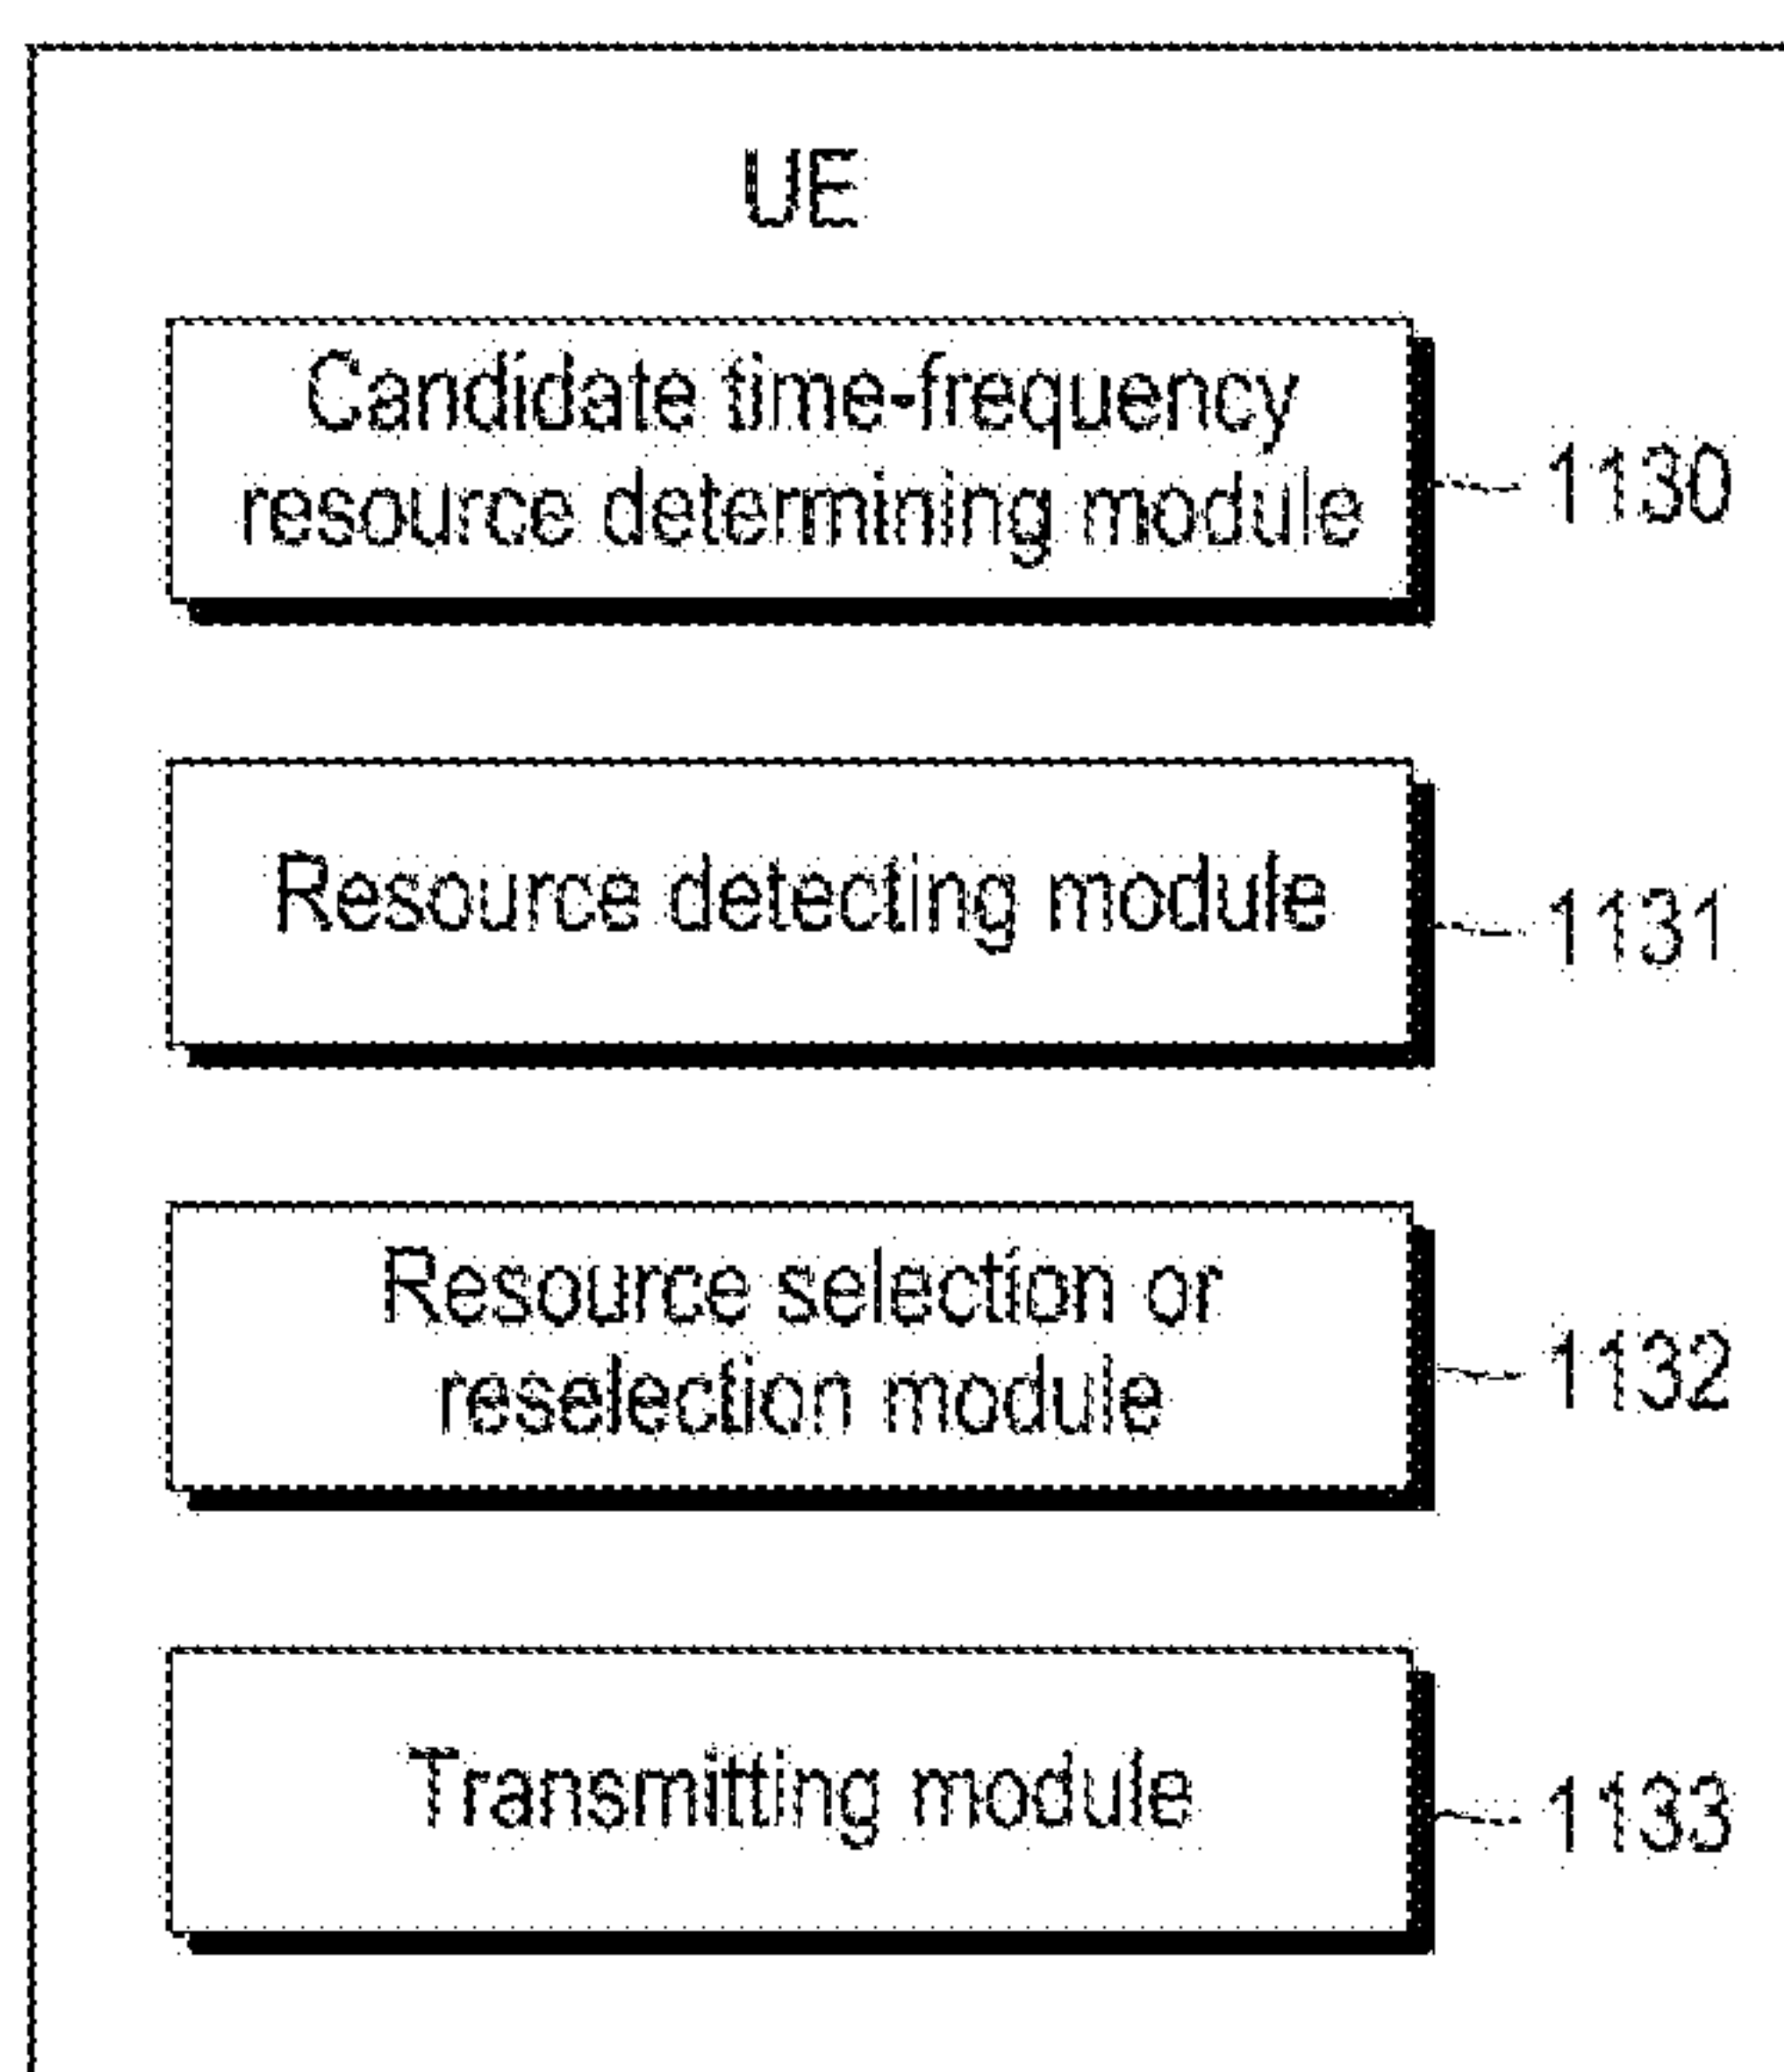 UE
Candidate time-frequency
resource determining module
1130
Resource detecting module
1131
Resource selection or
reselection module
1132
Transmitting module
1133